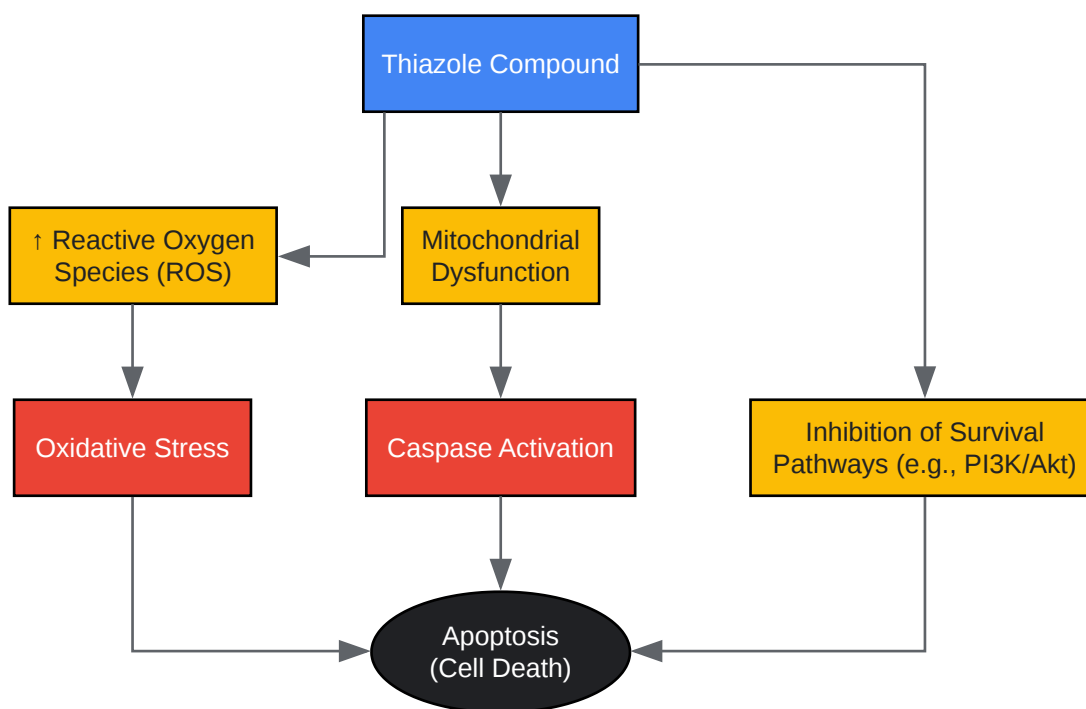 Thiazole Compound
↑ Reactive Oxygen
Species (ROS)
Mitochondrial
Dysfunction
Oxidative Stress
Caspase Activation
Inhibition of Survival
Pathways (e.g., PI3K/Akt)
Apoptosis
(Cell Death)